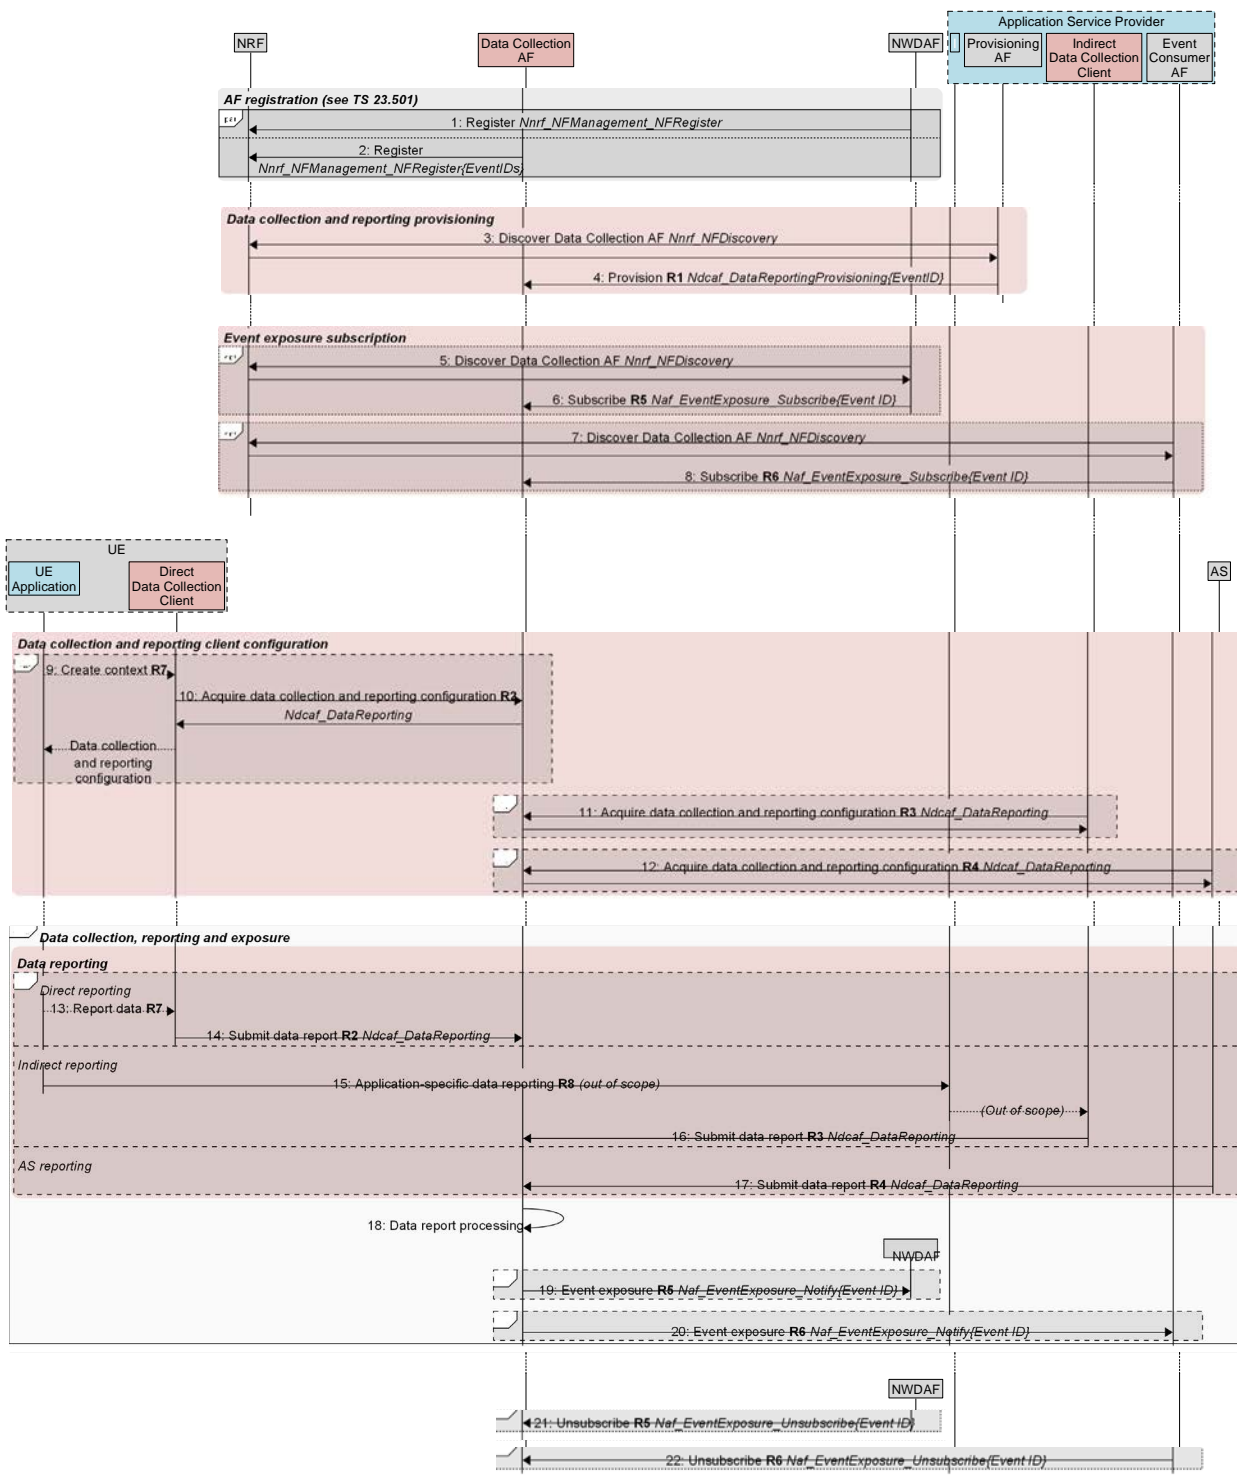 Application Service Provider
NRF
Data Collection
AF
NWDAF
Provisioning
AF
Indirect
Data Collection
Client
Event
Consumer
AF
AF registration (see TS 23.501)
1: Register Nnrf_NFManagement_NFRegister
2: Register
Nnrf_NFManagement_NFRegister{EventIDs}
Data collection and reporting provisioning
3: Discover Data Collection AF Nnrf_NFDiscovery
4: Provision R1 Ndcaf_DataReportingProvisioning{EventID}
Event exposure subscription
5: Discover Data Collection AF Nnrf_NFDiscovery
6: Subscribe R5 Naf_EventExposure_Subscribe{Event ID}
7: Discover Data Collection AF Nnrf_NFDiscovery
8: Subscribe R6 Naf_EventExposure_Subscribe{Event ID}
UE
UE
Application
Direct
Data Collection
Client
AS
Data collection and reporting client configuration
9: Create context R7
10: Acquire data collection and reporting configuration R2
Ndcaf_DataReporting
Data collection
and reporting
configuration
11: Acquire data collection and reporting configuration R3 Ndcaf_DataReporting
12: Acquire data collection and reporting configuration R4 Ndcaf_DataReporting
Data collection, reporting and exposure
Data reporting
Direct reporting
13: Report data R7
14: Submit data report R2 Ndcaf_DataReporting
Indirect reporting
15: Application-specific data reporting R8 (out of scope)
(Out of scope)
16: Submit data report R3 Ndcaf_DataReporting
AS reporting
17: Submit data report R4 Ndcaf_DataReporting
18: Data report processing
NWDAF
19: Event exposure R5 Naf_EventExposure_Notify{Event ID}
20: Event exposure R6 Naf_EventExposure_Notify{Event ID}
NWDAF
21: Unsubscribe R5 Naf_EventExposure_Unsubscribe{Event ID}
22: Unsubscribe R6 Naf_EventExposure_Unsubscribe{Event ID}